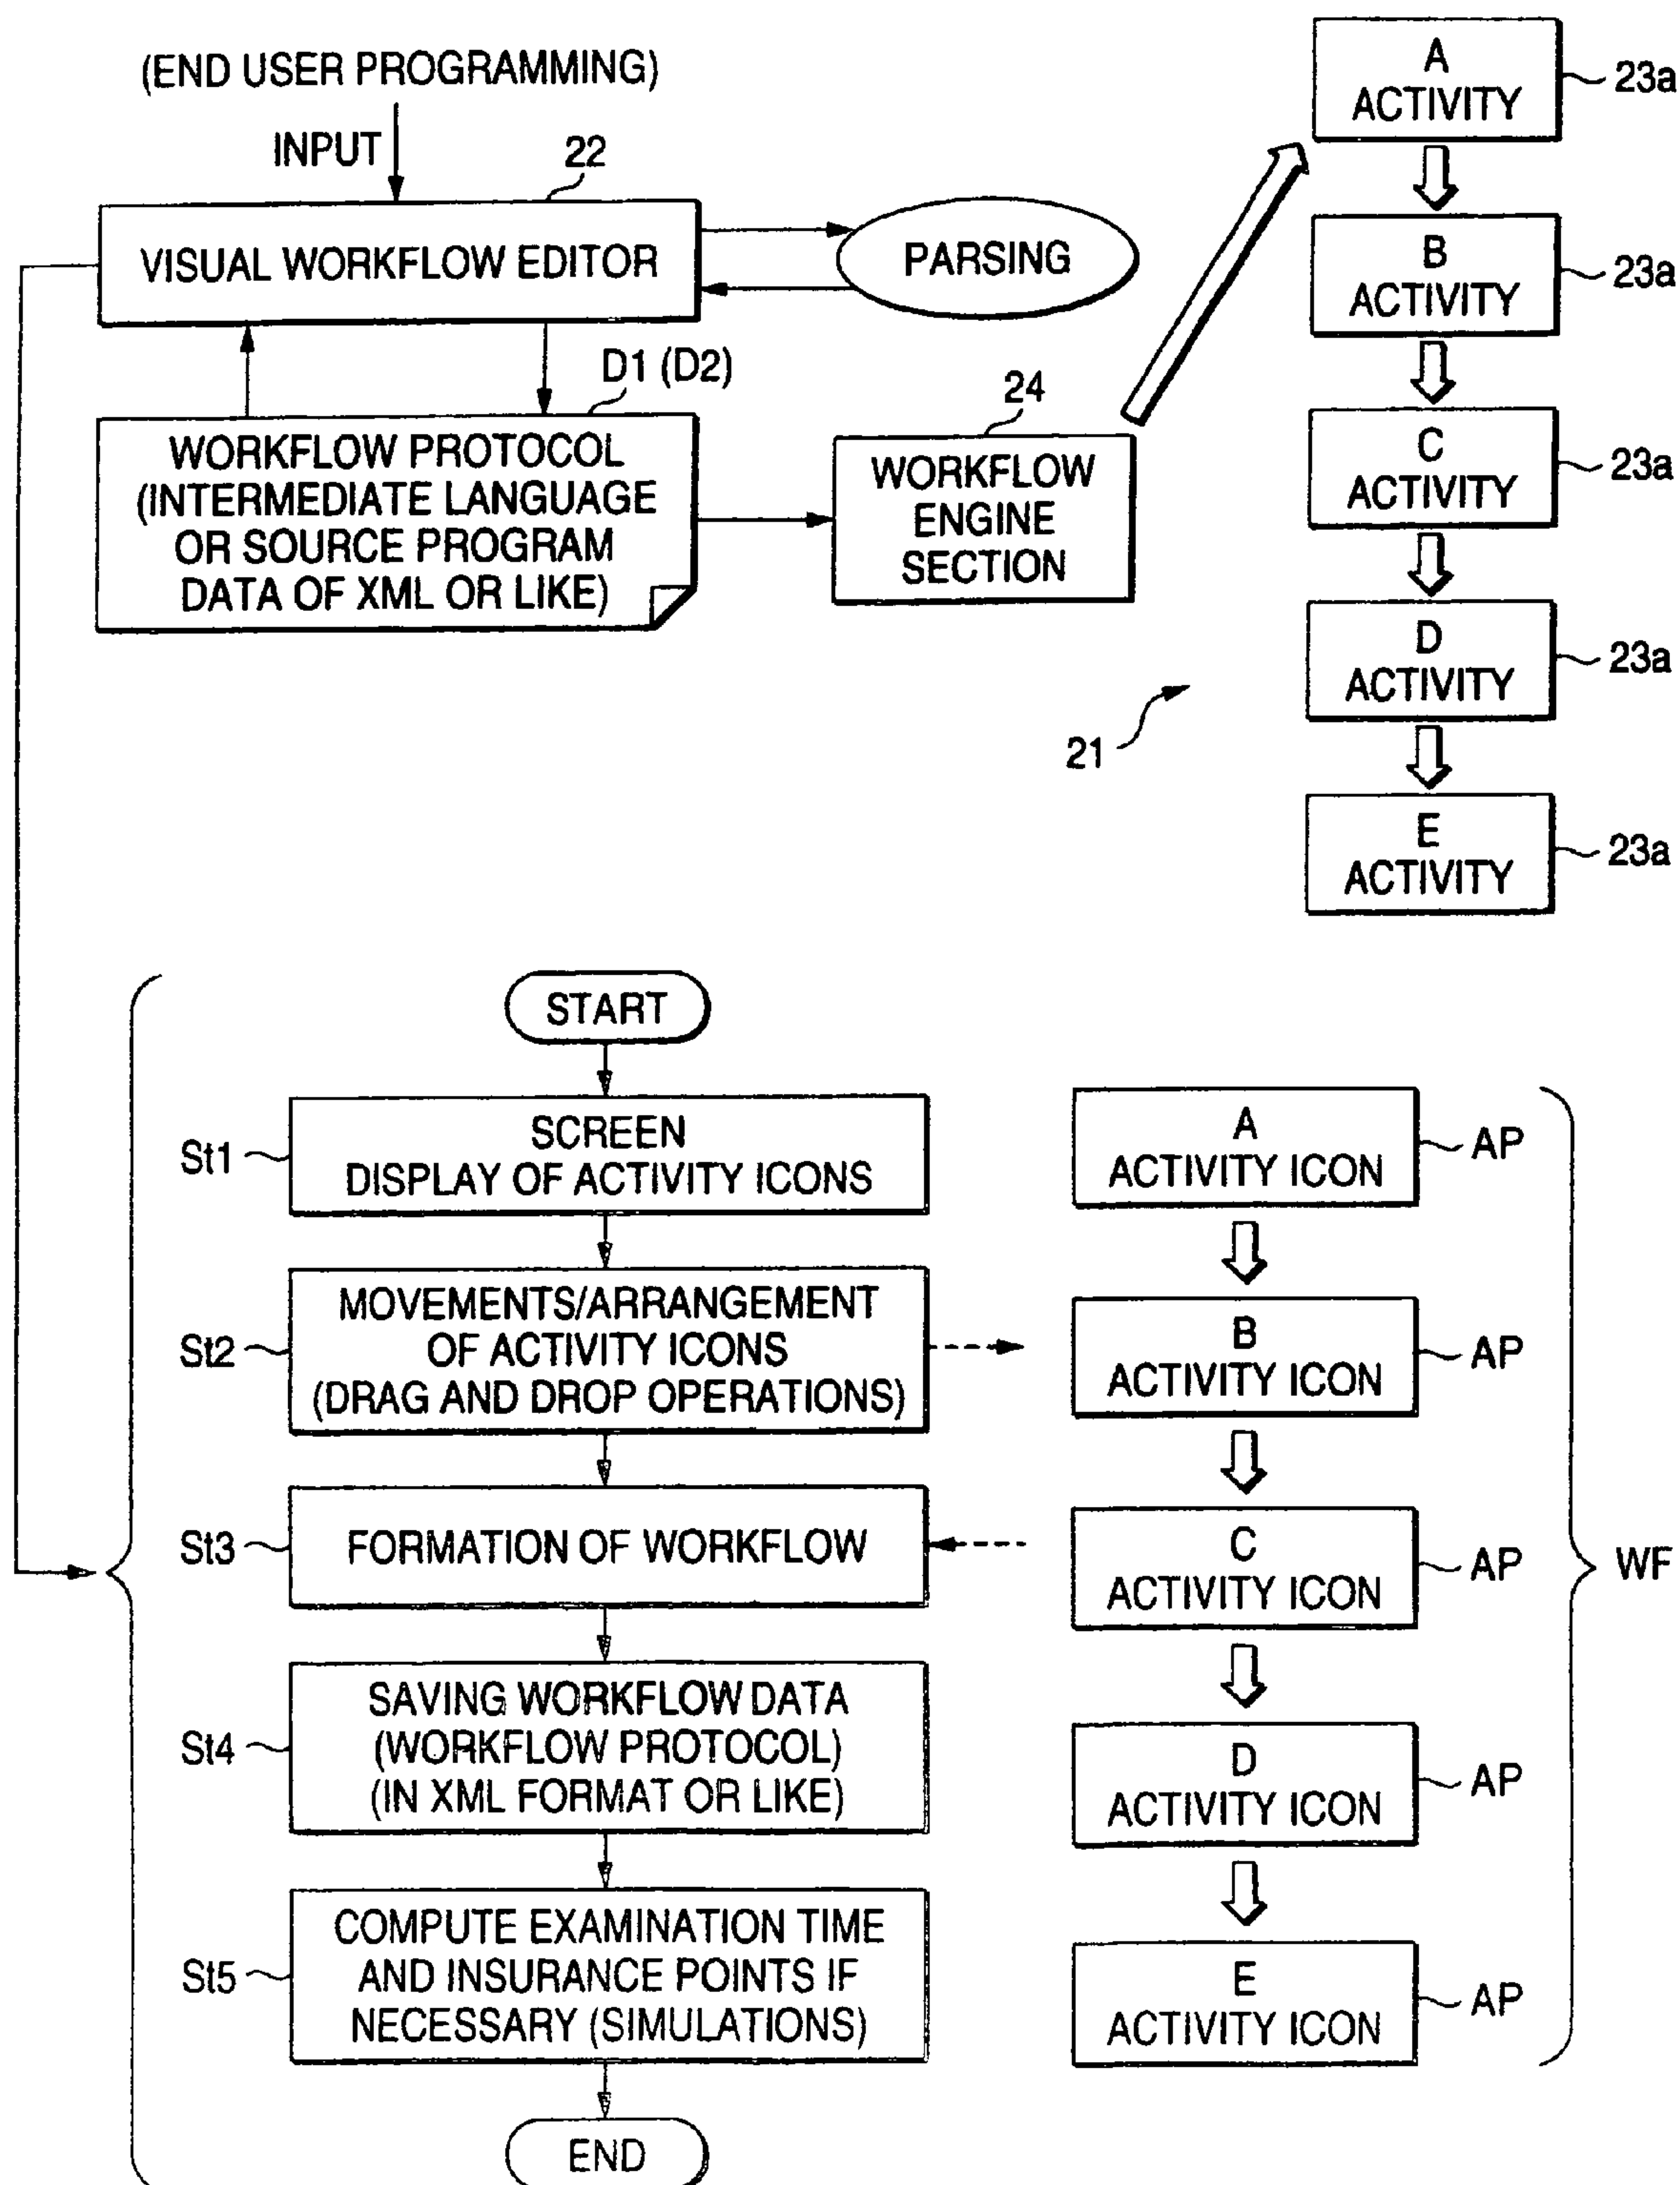 (END USER PROGRAMMING)
INPUT
22
VISUAL WORKFLOW EDITOR
PARSING
D1 (D2)
WORKFLOW PROTOCOL
(INTERMEDIATE LANGUAGE
OR SOURCE PROGRAM
DATA OF XML OR LIKE)
24
WORKFLOW
ENGINE
SECTION
21
A
ACTIVITY
23a
B
ACTIVITY
23a
C
ACTIVITY
23a
D
ACTIVITY
23a
E
ACTIVITY
23a
START
St1
SCREEN
DISPLAY OF ACTIVITY ICONS
St2
MOVEMENTS/ARRANGEMENT
OF ACTIVITY ICONS
(DRAG AND DROP OPERATIONS)
St3
FORMATION OF WORKFLOW
St4
SAVING WORKFLOW DATA
(WORKFLOW PROTOCOL)
(IN XML FORMAT OR LIKE)
St5
COMPUTE EXAMINATION TIME
AND INSURANCE POINTS IF
NECESSARY (SIMULATIONS)
END
A
ACTIVITY ICON
AP
B
ACTIVITY ICON
AP
C
ACTIVITY ICON
AP
D
ACTIVITY ICON
AP
E
ACTIVITY ICON
AP
WF